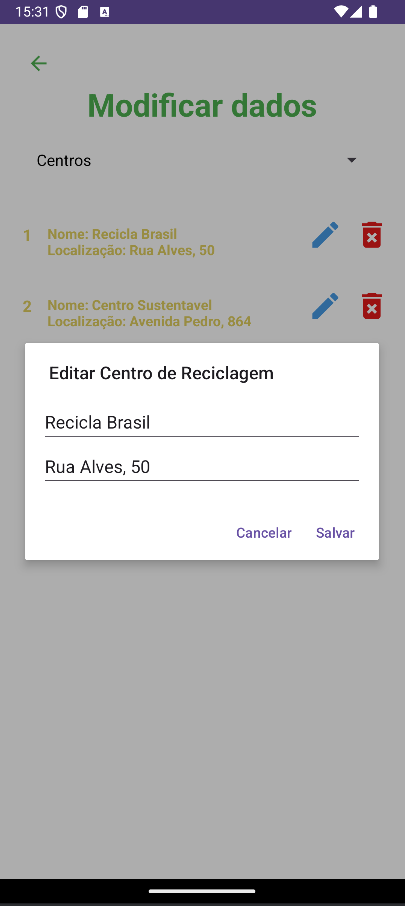 15:31
Modificar dados
Centros
1
Nome: Recicla Brasil
Localização: Rua Alves, 50
2
Nome: Centro Sustentavel
Localização: Avenida Pedro, 864
Editar Centro de Reciclagem
Recicla Brasil
Rua Alves, 50
Cancelar Salvar